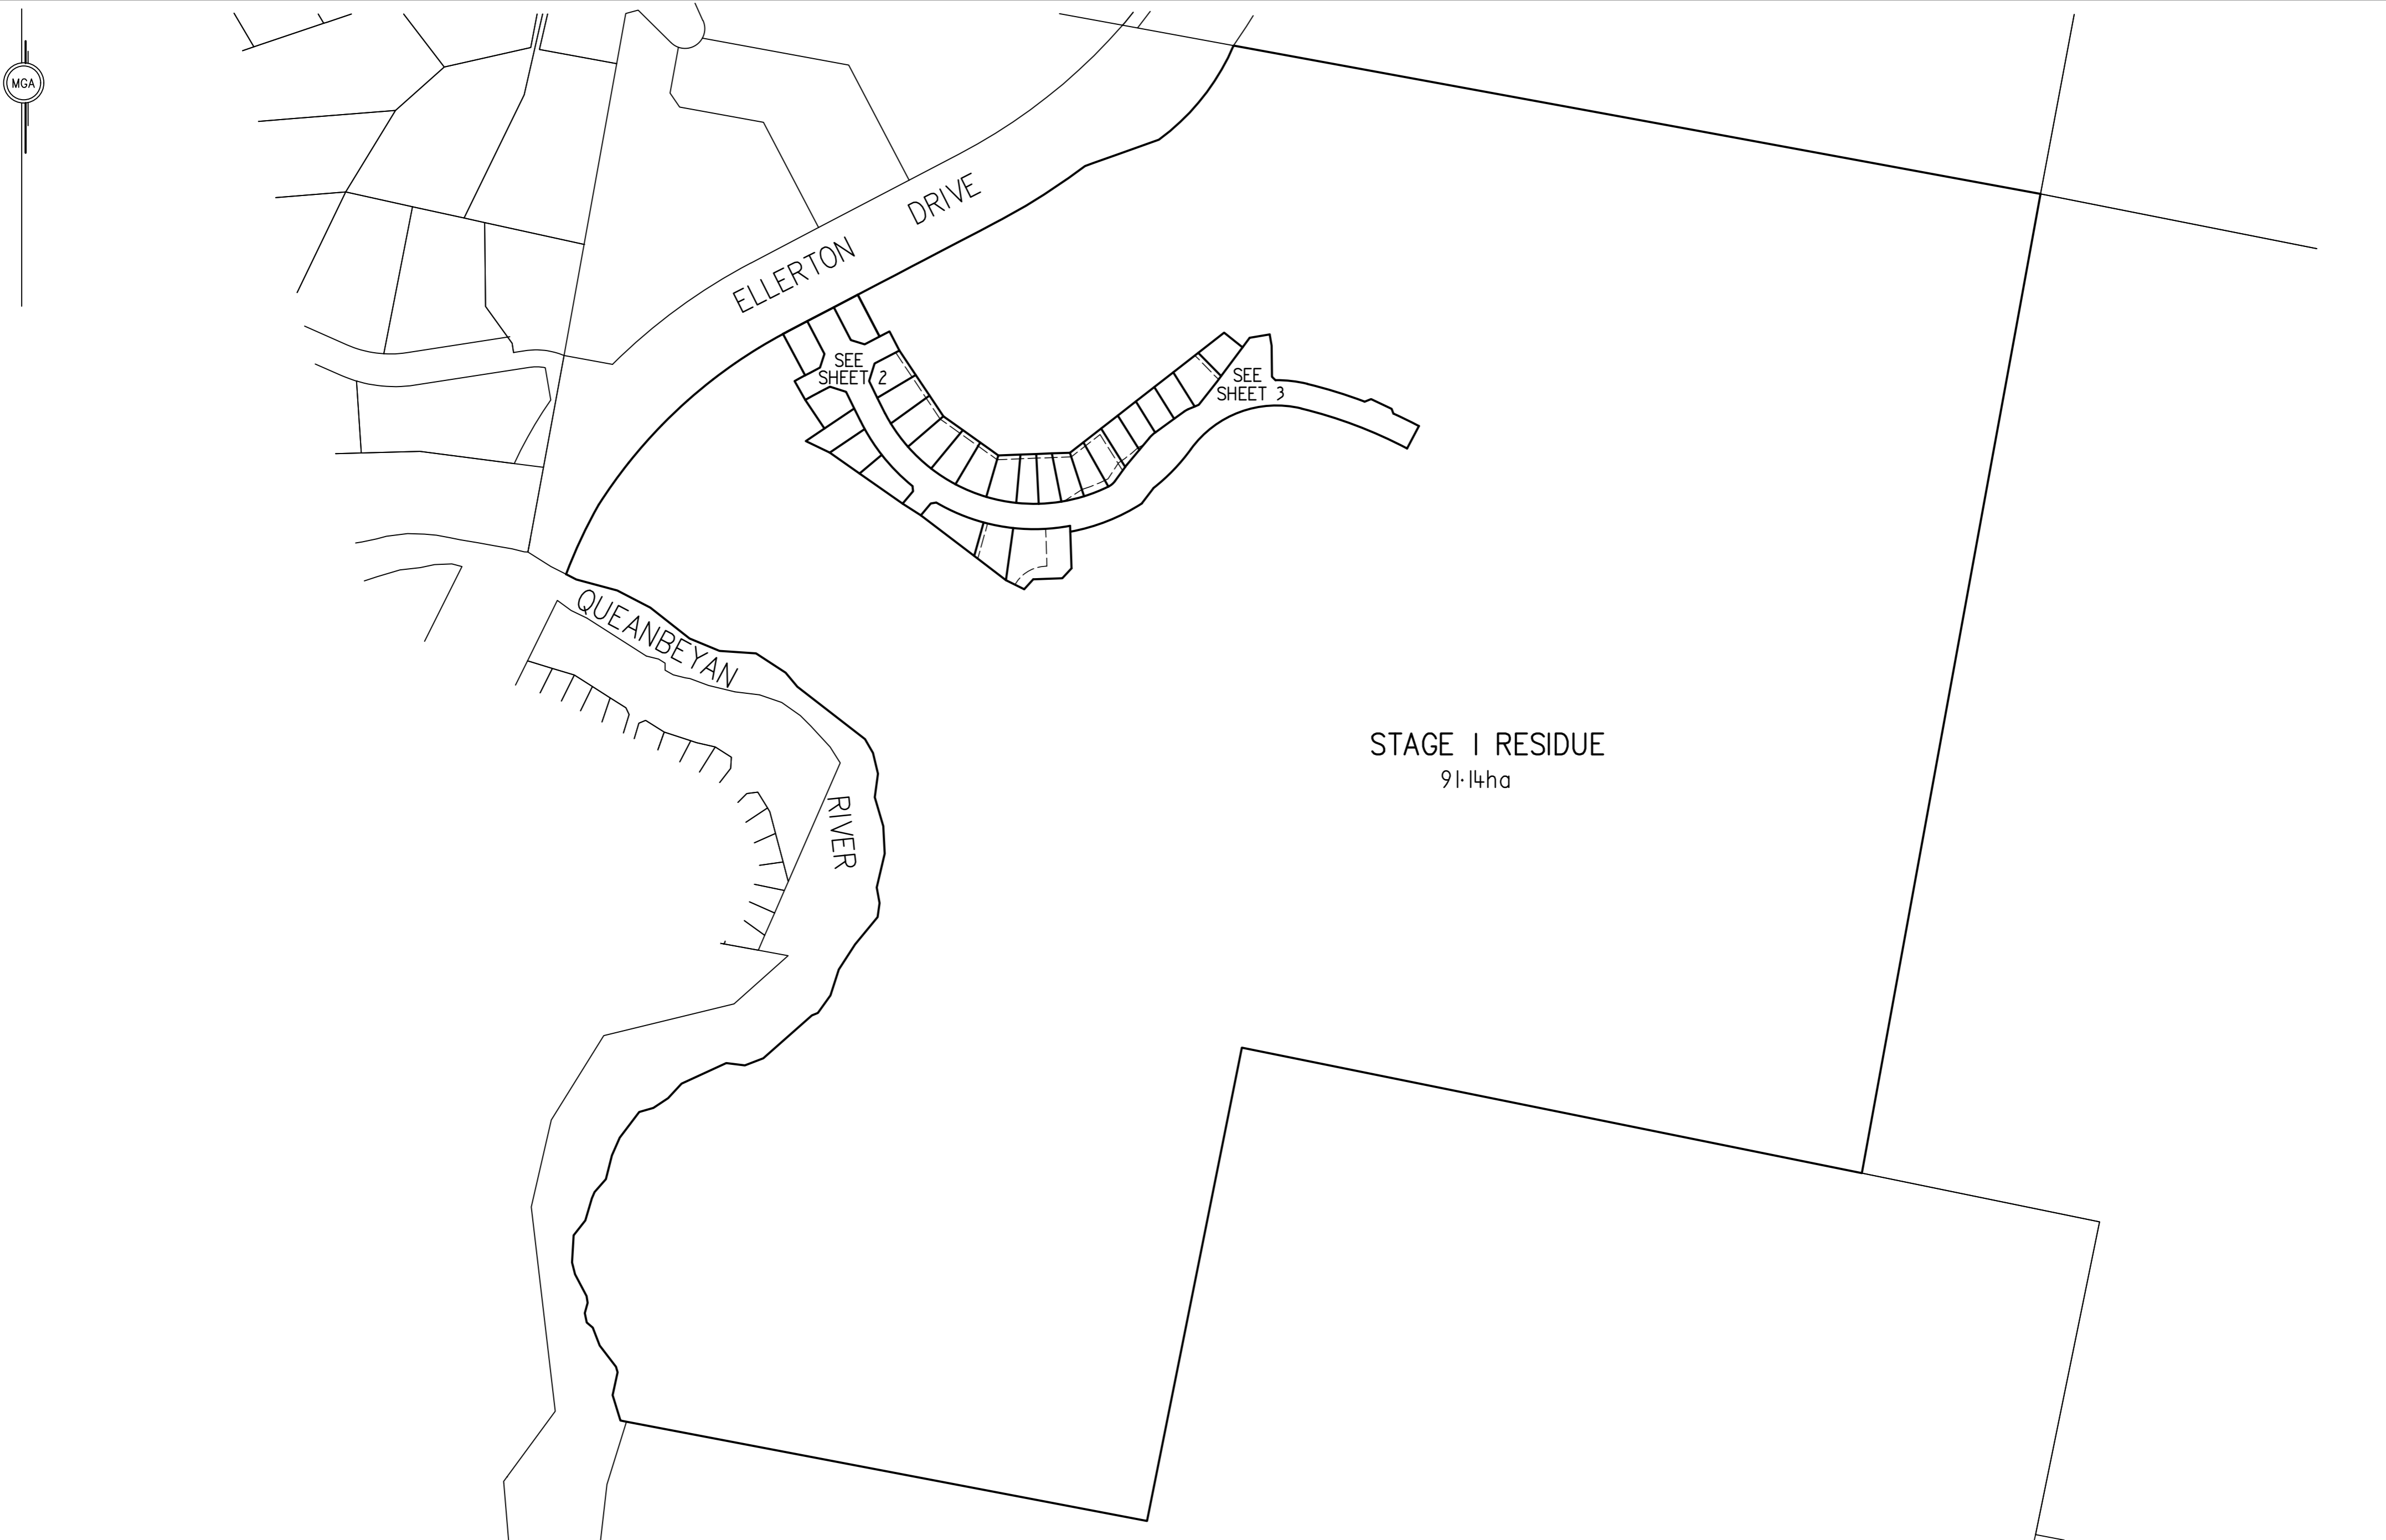 MGA
ELLERTON DRIVE
SEE
SHEET 2
SEE
SHEET 3
QUEANBEYAN
RIVER
STAGE 1 RESIDUE
91·14ha